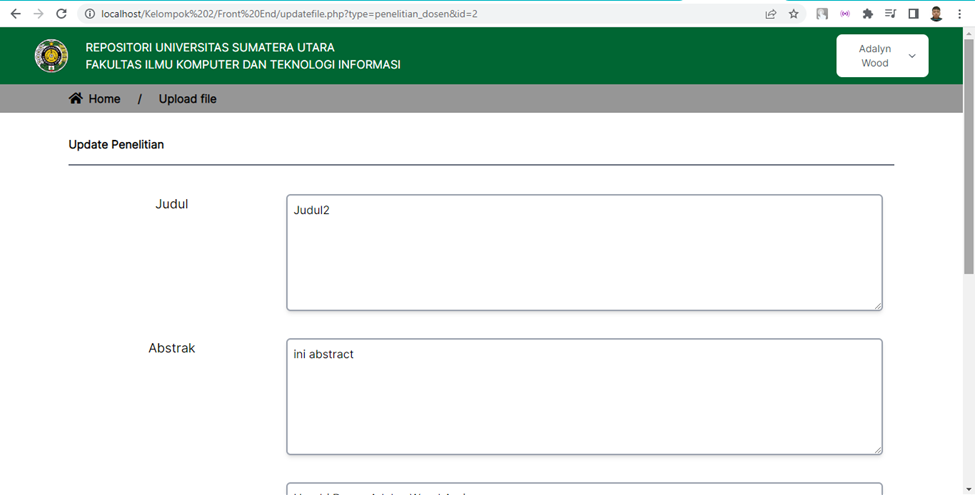 localhost/Kelompok%202/Front%20End/updatefile.php?type=penelitian_dosen&id=2
REPOSITORI UNIVERSITAS SUMATERA UTARA
FAKULTAS ILMU KOMPUTER DAN TEKNOLOGI INFORMASI
Adalyn
Wood
Home / Upload file
Update Penelitian
Judul
Judul2
Abstrak
ini abstract